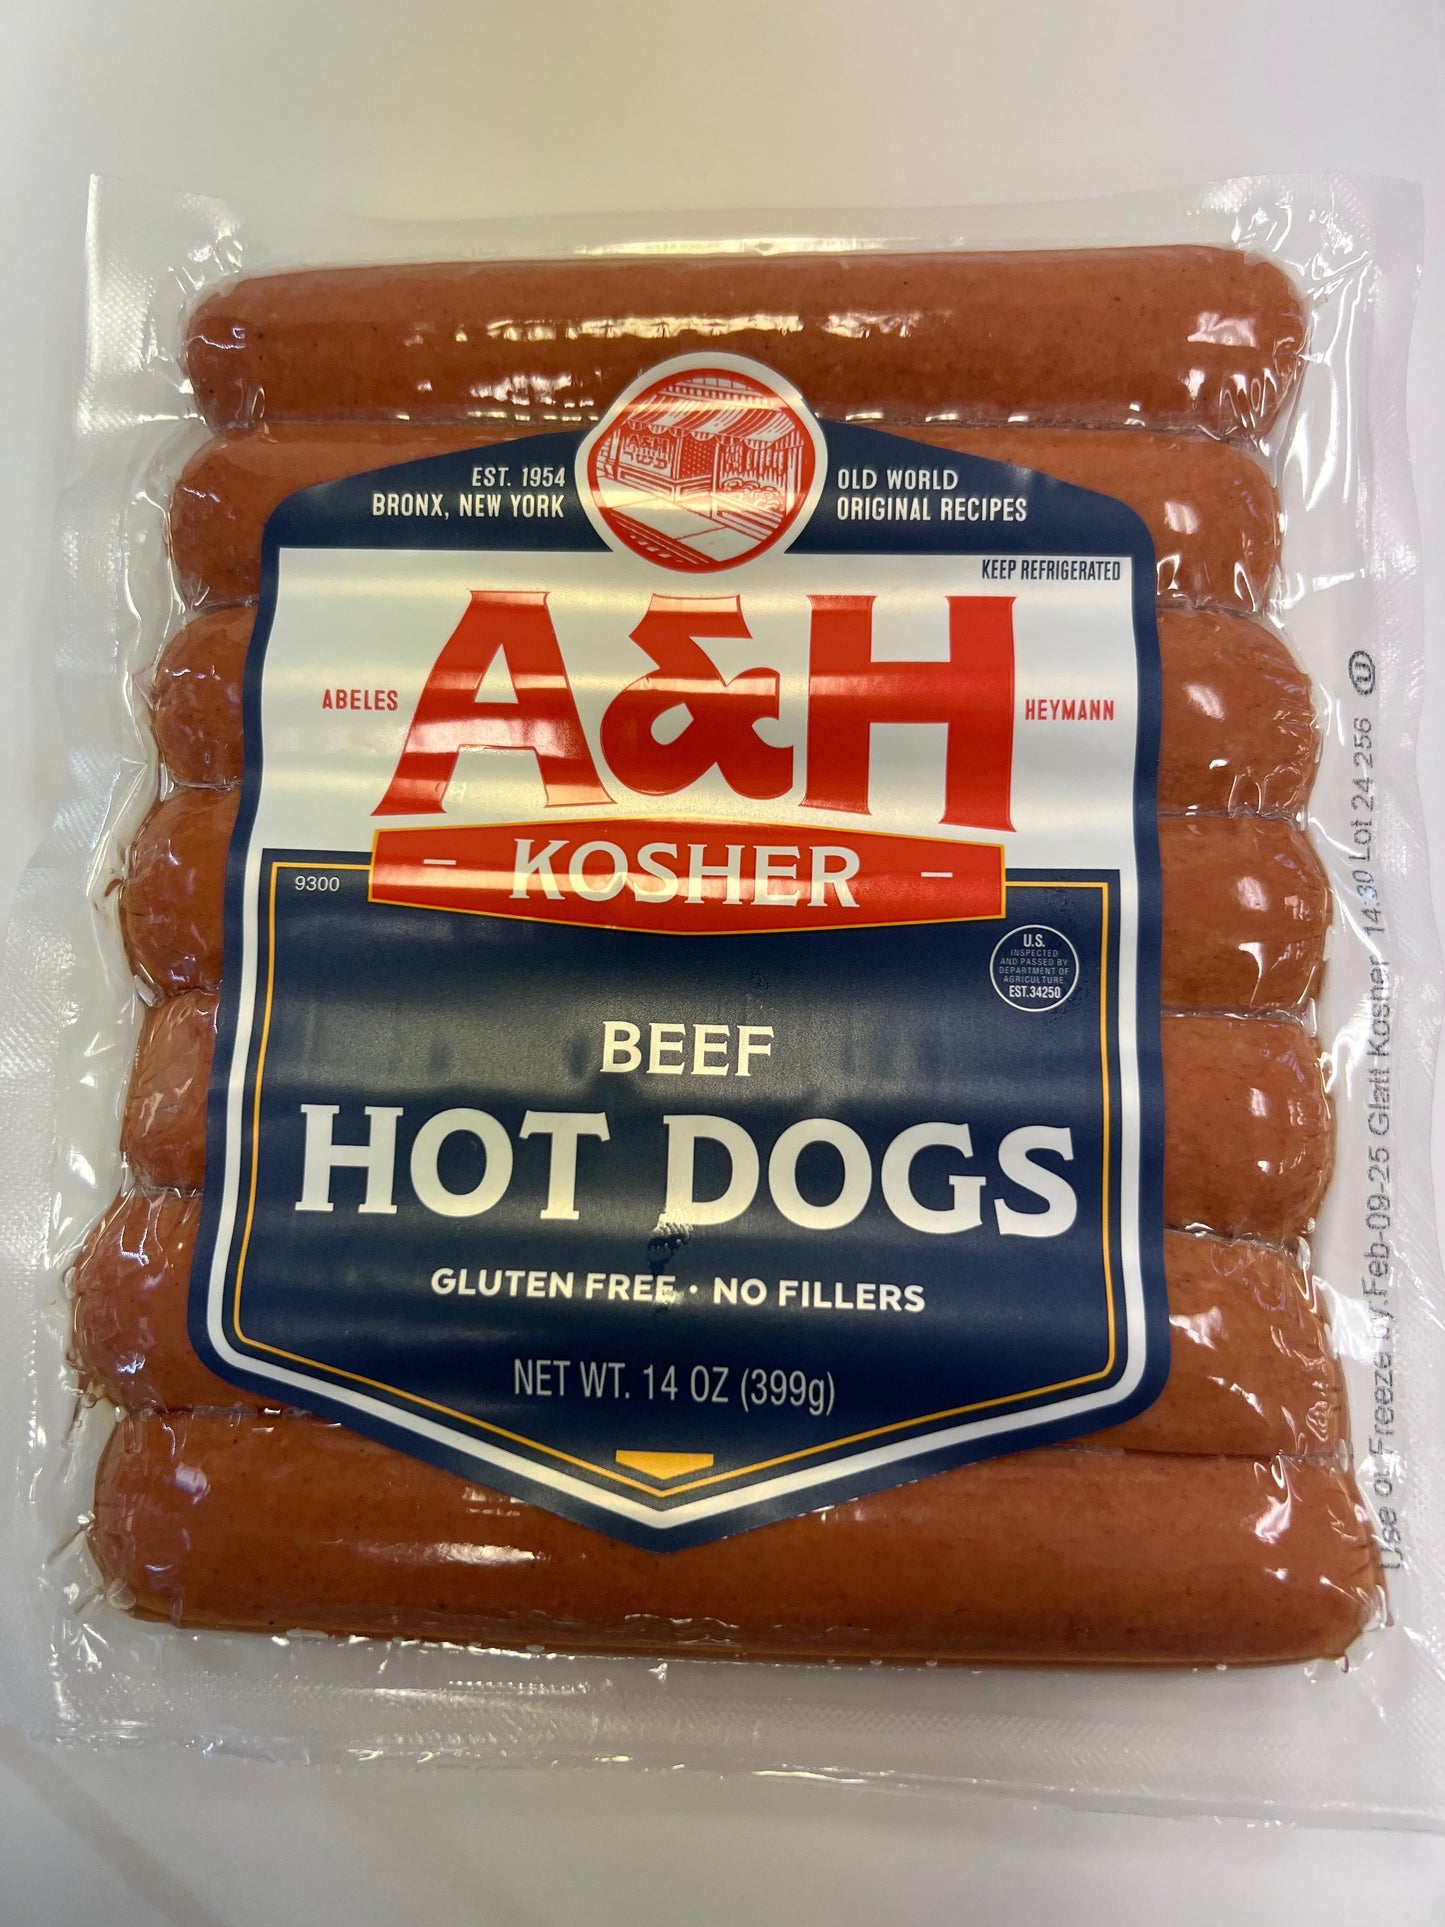 EST. 1954
BRONX, NEW YORK
A&H
OLD WORLD
ORIGINAL RECIPES
KEEP REFRIGERATED
ABELES
A&H
HEYMANN
KOSHER
9300
U.S.
INSPECTED
AND PASSED BY
DEPARTMENT OF
AGRICULTURE
EST.34250
BEEF
HOT DOGS
GLUTEN FREE • NO FILLERS
NET WT. 14 OZ (399g)
Use or Freeze by:Feb-09-25 Glatt Kosher 14:30 Lot 24 256 U